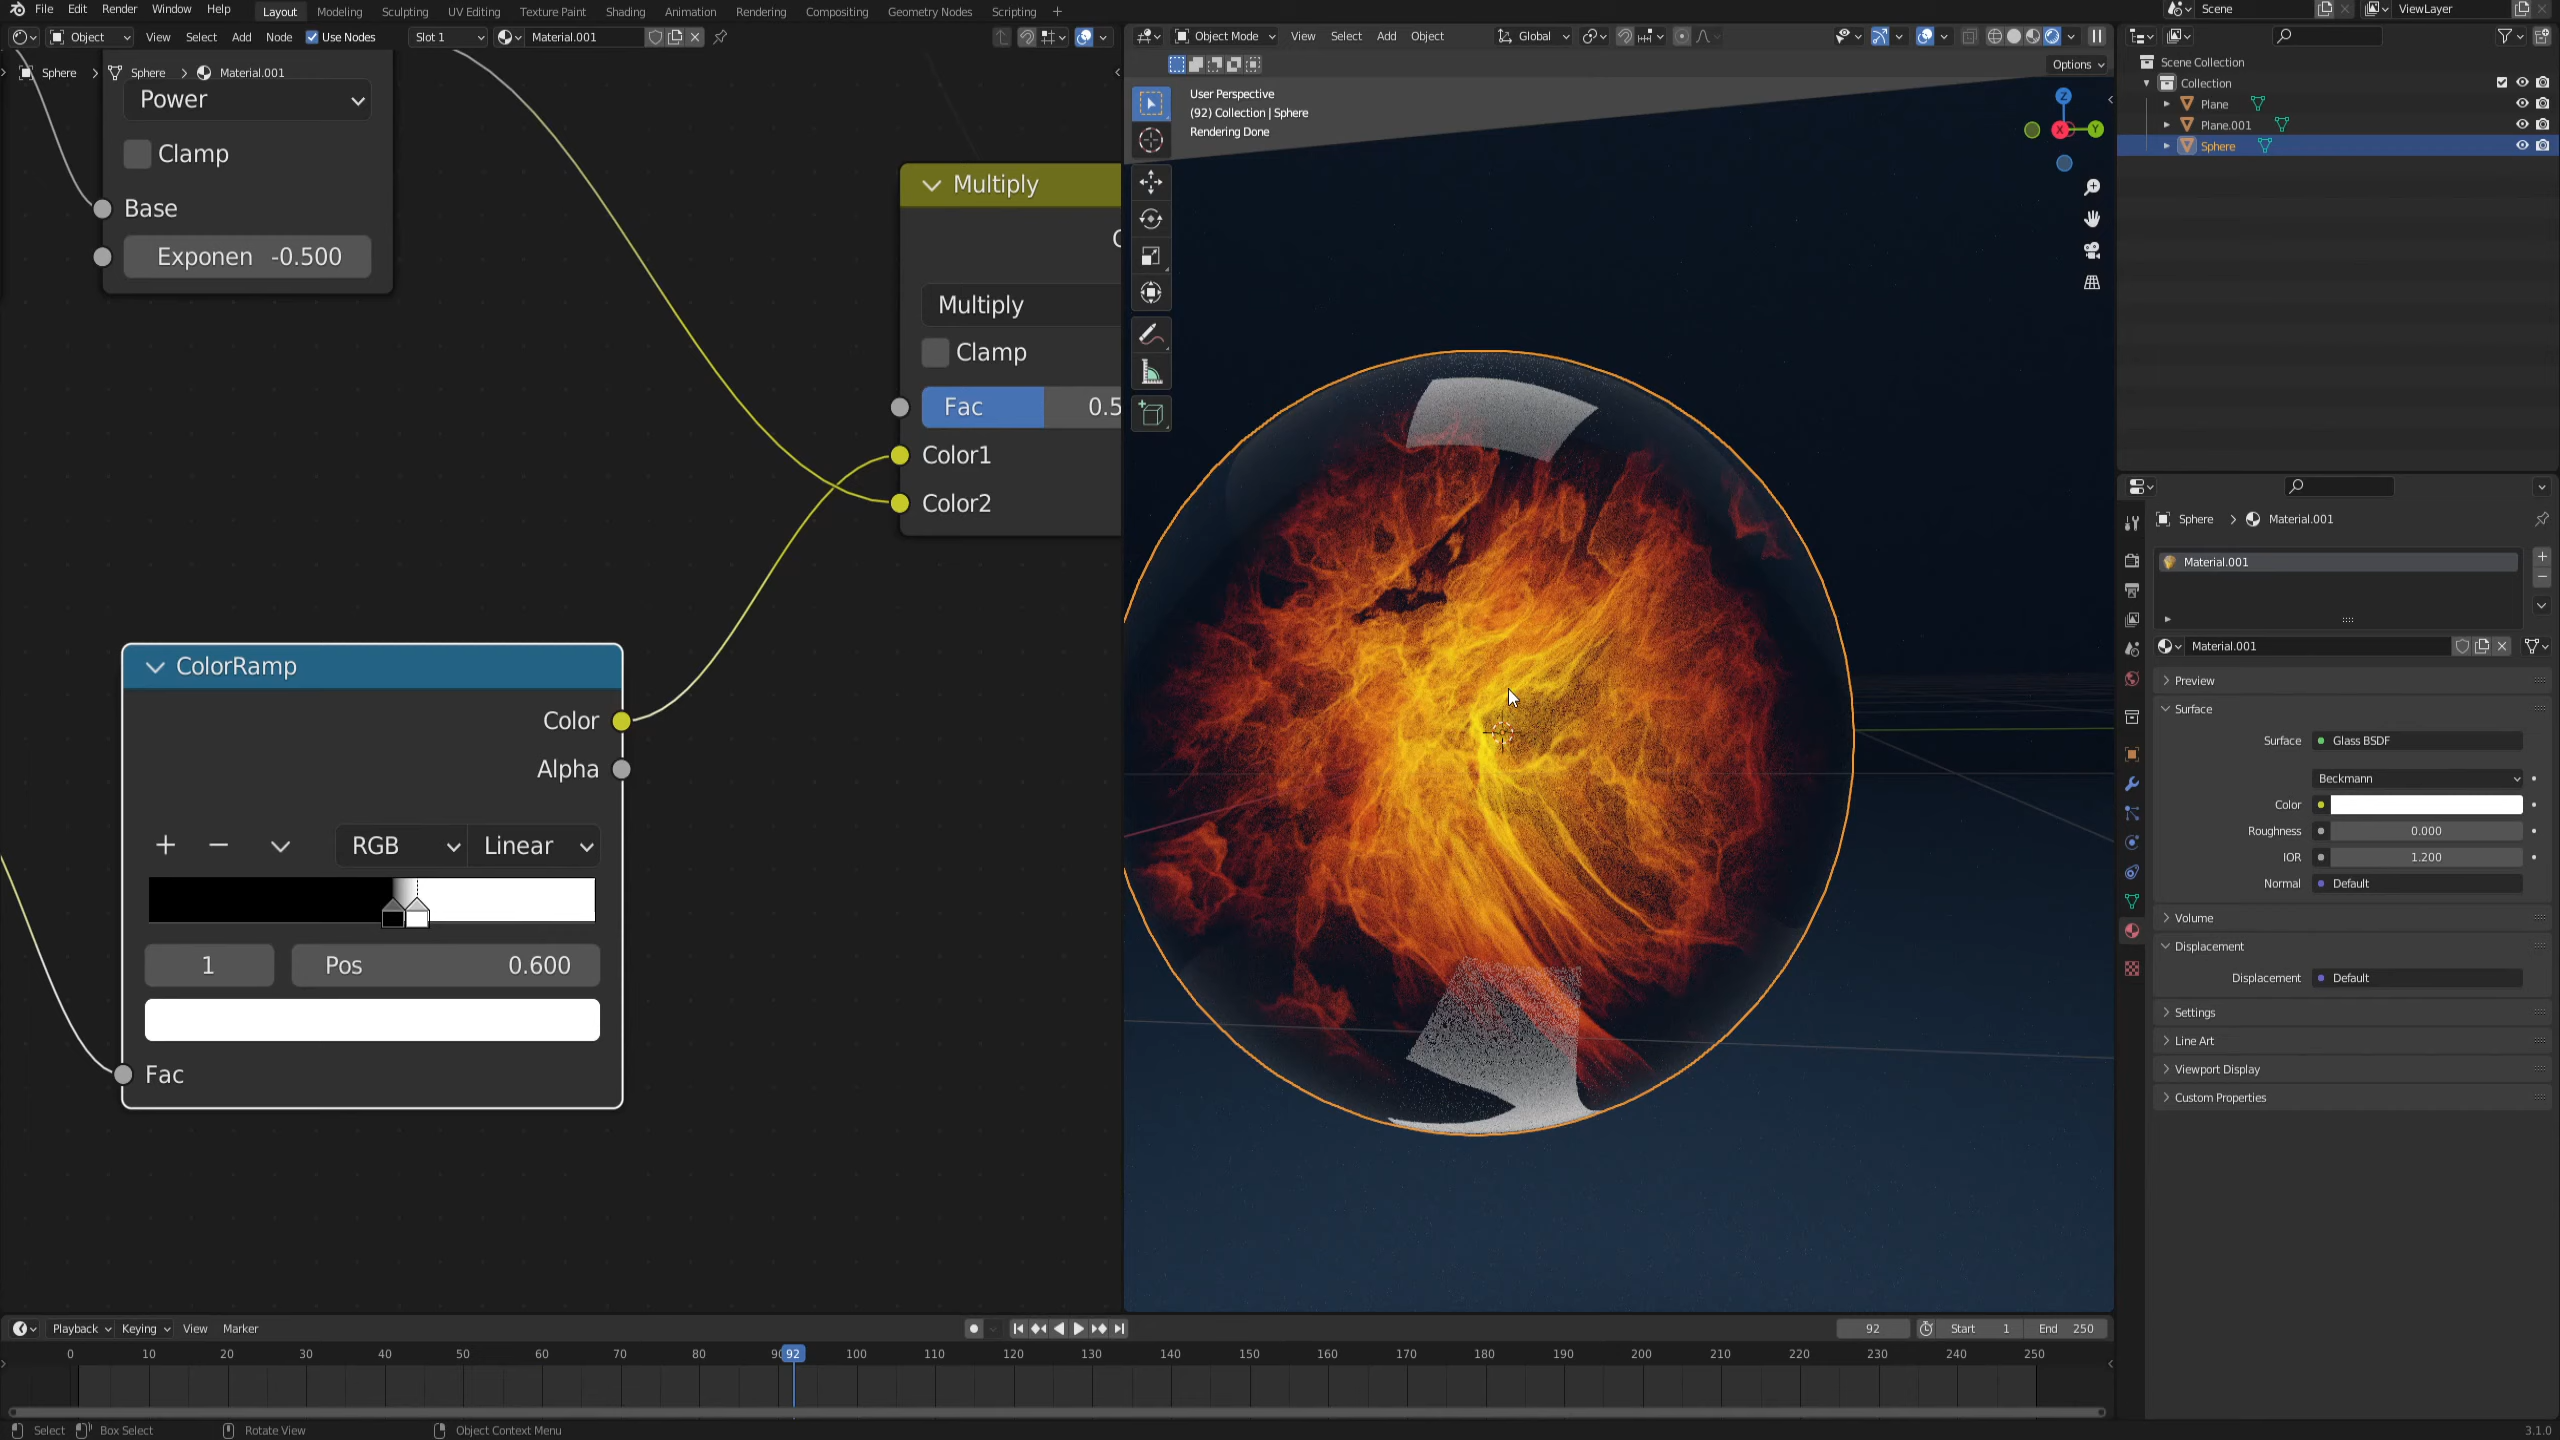 File Edit Render Window Help Layout Modeling Sculpting UV Editing Texture Paint Shading Animation Rendering Compositing Geometry Nodes Scripting + Scene ViewLayer
Object View Select Add Node Use Nodes Slot 1 Material.001
Object Mode View Select Add Object Global
Options
Sphere > Sphere > Material.001
Power
Clamp
Base
Exponen -0.500
Multiply
Multiply
Clamp
Fac 0.5
Color1
Color2
ColorRamp
Color
Alpha
RGB Linear
1 Pos 0.600
Fac
User Perspective
(92) Collection | Sphere
Rendering Done
Z
X Y
Scene Collection
Collection
Plane
Plane.001
Sphere
Sphere > Material.001
Material.001
Material.001
Preview
Surface
Surface Glass BSDF
Beckmann
Color
Roughness 0.000
IOR 1.200
Normal Default
Volume
Displacement
Displacement Default
Settings
Line Art
Viewport Display
Custom Properties
Playback Keying View Marker 92 Start 1 End 250
0 10 20 30 40 50 60 70 80 92 100 110 120 130 140 150 160 170 180 190 200 210 220 230 240 250
Select Box Select Rotate View Object Context Menu 3.1.0